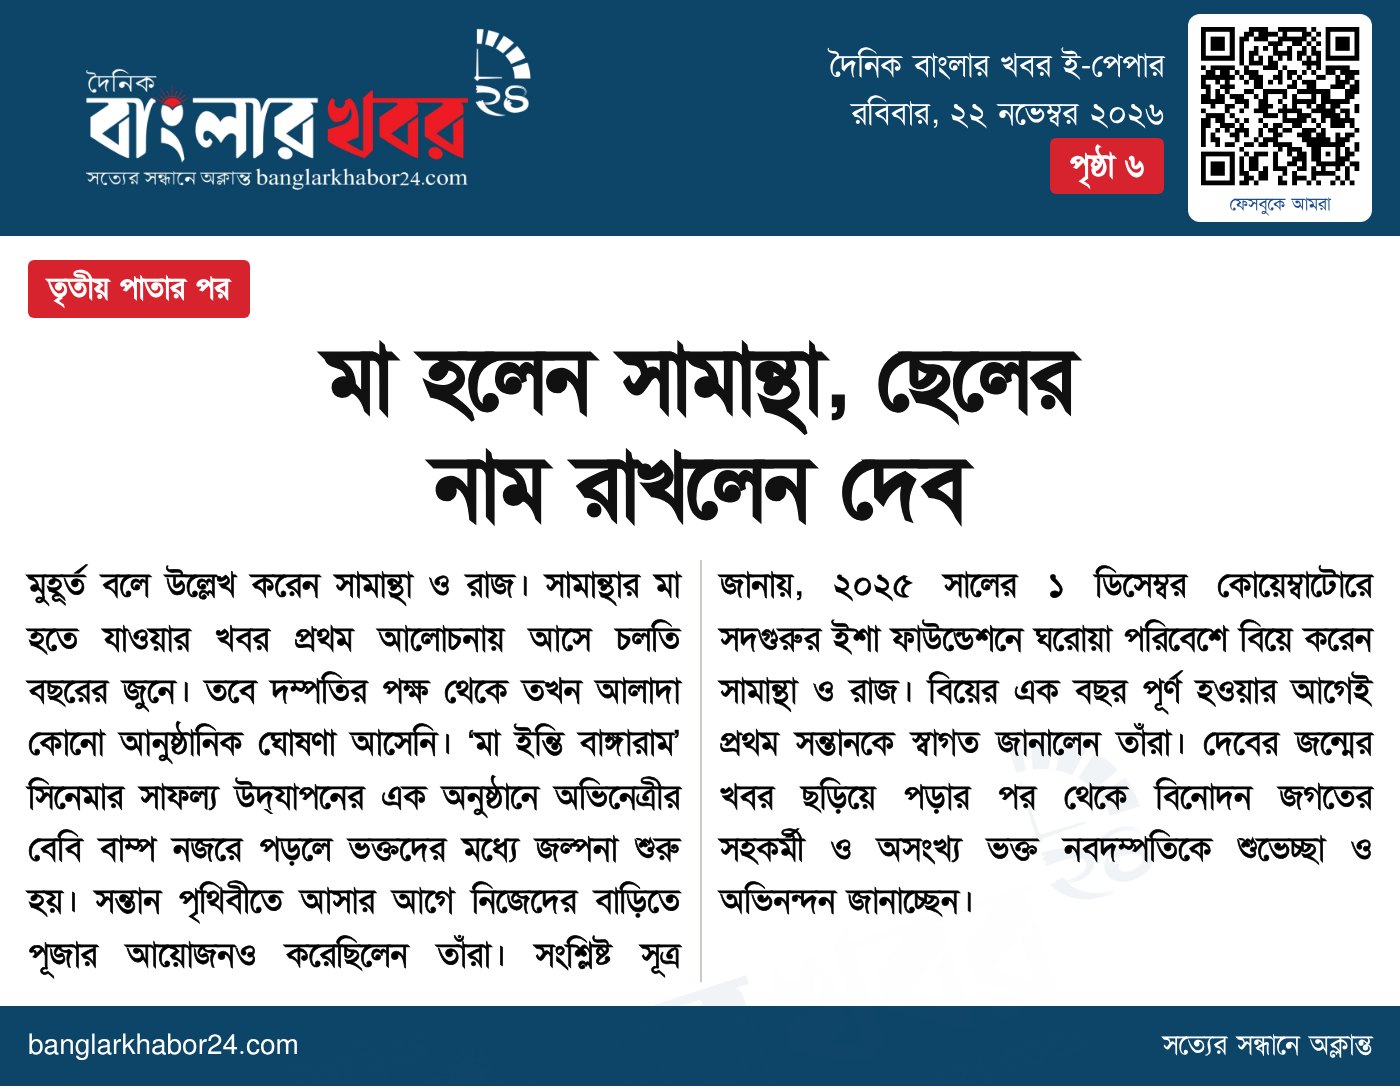 দৈনিক
বাংলার খবর
২৪
সত্যের সন্ধানে অক্লান্ত banglarkhabor24.com
দৈনিক বাংলার খবর ই-পেপার
রবিবার, ২২ নভেম্বর ২০২৬
পৃষ্ঠা ৬
ফেসবুকে আমরা
তৃতীয় পাতার পর
মা হলেন সামান্থা, ছেলের
নাম রাখলেন দেব
মুহূর্ত বলে উল্লেখ করেন সামান্থা ও রাজ। সামান্থার মা
হতে যাওয়ার খবর প্রথম আলোচনায় আসে চলতি
বছরের জুনে। তবে দম্পতির পক্ষ থেকে তখন আলাদা
কোনো আনুষ্ঠানিক ঘোষণা আসেনি। ‘মা ইন্তি বাঙ্গারাম’
সিনেমার সাফল্য উদ্‌যাপনের এক অনুষ্ঠানে অভিনেত্রীর
বেবি বাম্প নজরে পড়লে ভক্তদের মধ্যে জল্পনা শুরু
হয়। সন্তান পৃথিবীতে আসার আগে নিজেদের বাড়িতে
পূজার আয়োজনও করেছিলেন তাঁরা। সংশ্লিষ্ট সূত্র
জানায়, ২০২৫ সালের ১ ডিসেম্বর কোয়েম্বাটোরে
সদগুরুর ইশা ফাউন্ডেশনে ঘরোয়া পরিবেশে বিয়ে করেন
সামান্থা ও রাজ। বিয়ের এক বছর পূর্ণ হওয়ার আগেই
প্রথম সন্তানকে স্বাগত জানালেন তাঁরা। দেবের জন্মের
খবর ছড়িয়ে পড়ার পর থেকে বিনোদন জগতের
সহকর্মী ও অসংখ্য ভক্ত নবদম্পতিকে শুভেচ্ছা ও
অভিনন্দন জানাচ্ছেন।
২৪
banglarkhabor24.com
সত্যের সন্ধানে অক্লান্ত